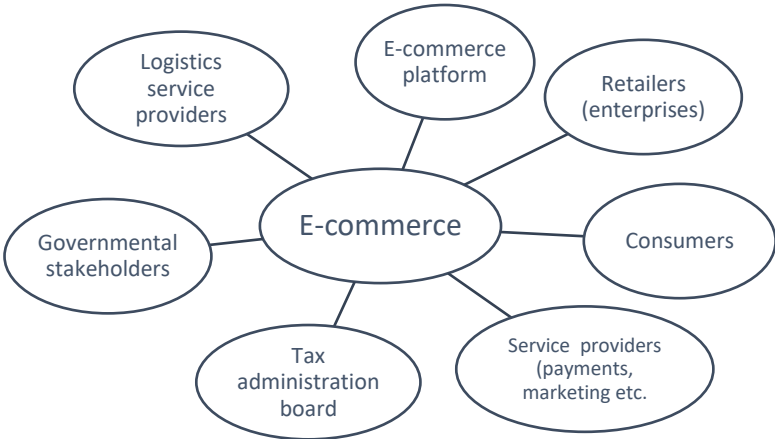 Logistics
service
providers
E-commerce
platform
Retailers
(enterprises)
E-commerce
Governmental
stakeholders
Consumers
Tax
administration
board
Service providers
(payments,
marketing etc.